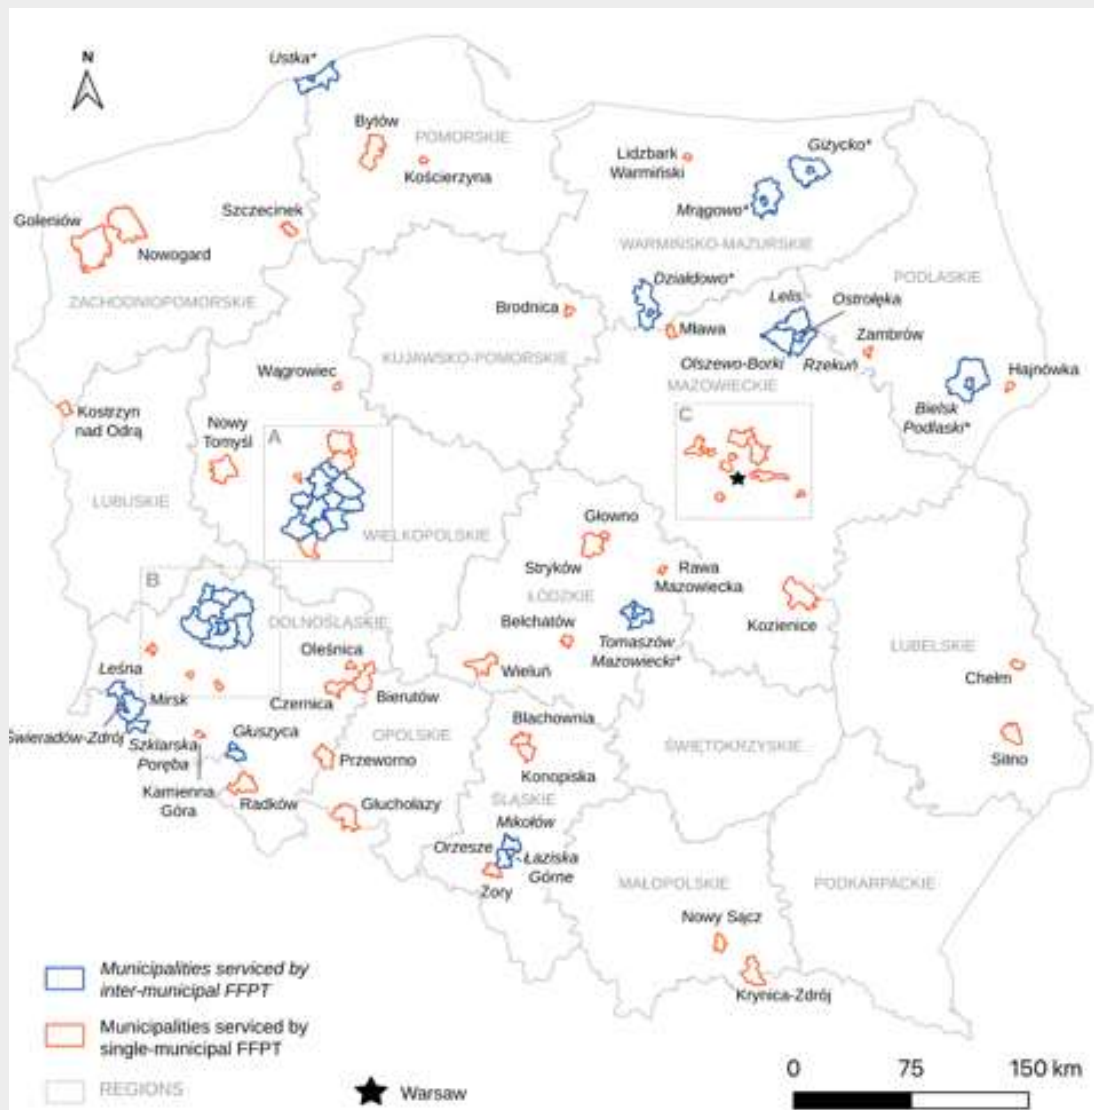 N
Ustka*
Bytów
POMORSKIE
Kościerzyna
Lidzbark
Warmiński
Giżycko*
Mrągowo*
Goleniów
Szczecinek
Nowogard
WARMIŃSKO-MAZURSKIE
ZACHODNIOPOMORSKIE
Działdowo*
PODLASKIE
Lelis
Ostrołęka
Brodnica
Mława
Zambrów
KUJAWSKO-POMORSKIE
Olszewo-Borki
Rzekuń
Wągrowiec
MAZOWIECKIE
Hajnówka
Kostrzyn
nad Odrą
Nowy
Tomyśl
A
C
Bielsk
Podlaski*
LUBUSKIE
WIELKOPOLSKIE
Głowno
Stryków
Rawa
Mazowiecka
B
ŁÓDZKIE
DOLNOŚLĄSKIE
Bełchatów
Kozienice
Oleśnica
Tomaszów
Mazowiecki*
LUBELSKIE
Leśna
Wieluń
Mirsk
Czernica
Bierutów
Chełm
Świeradów-Zdrój
Szklarska
Poręba
Głuszyca
OPOLSKIE
Blachownia
ŚWIĘTOKRZYSKIE
Przeworno
Sitno
Kamienna
Góra
Radków
Konopiska
Głuchołazy
ŚLĄSKIE
Mikołów
Orzesze
Łaziska
Górne
Żory
MAŁOPOLSKIE
PODKARPACKIE
Nowy Sącz
Krynica-Zdrój
Municipalities serviced by
inter-municipal FFPT
Municipalities serviced by
single-municipal FFPT
REGIONS
Warsaw
0 75 150 km